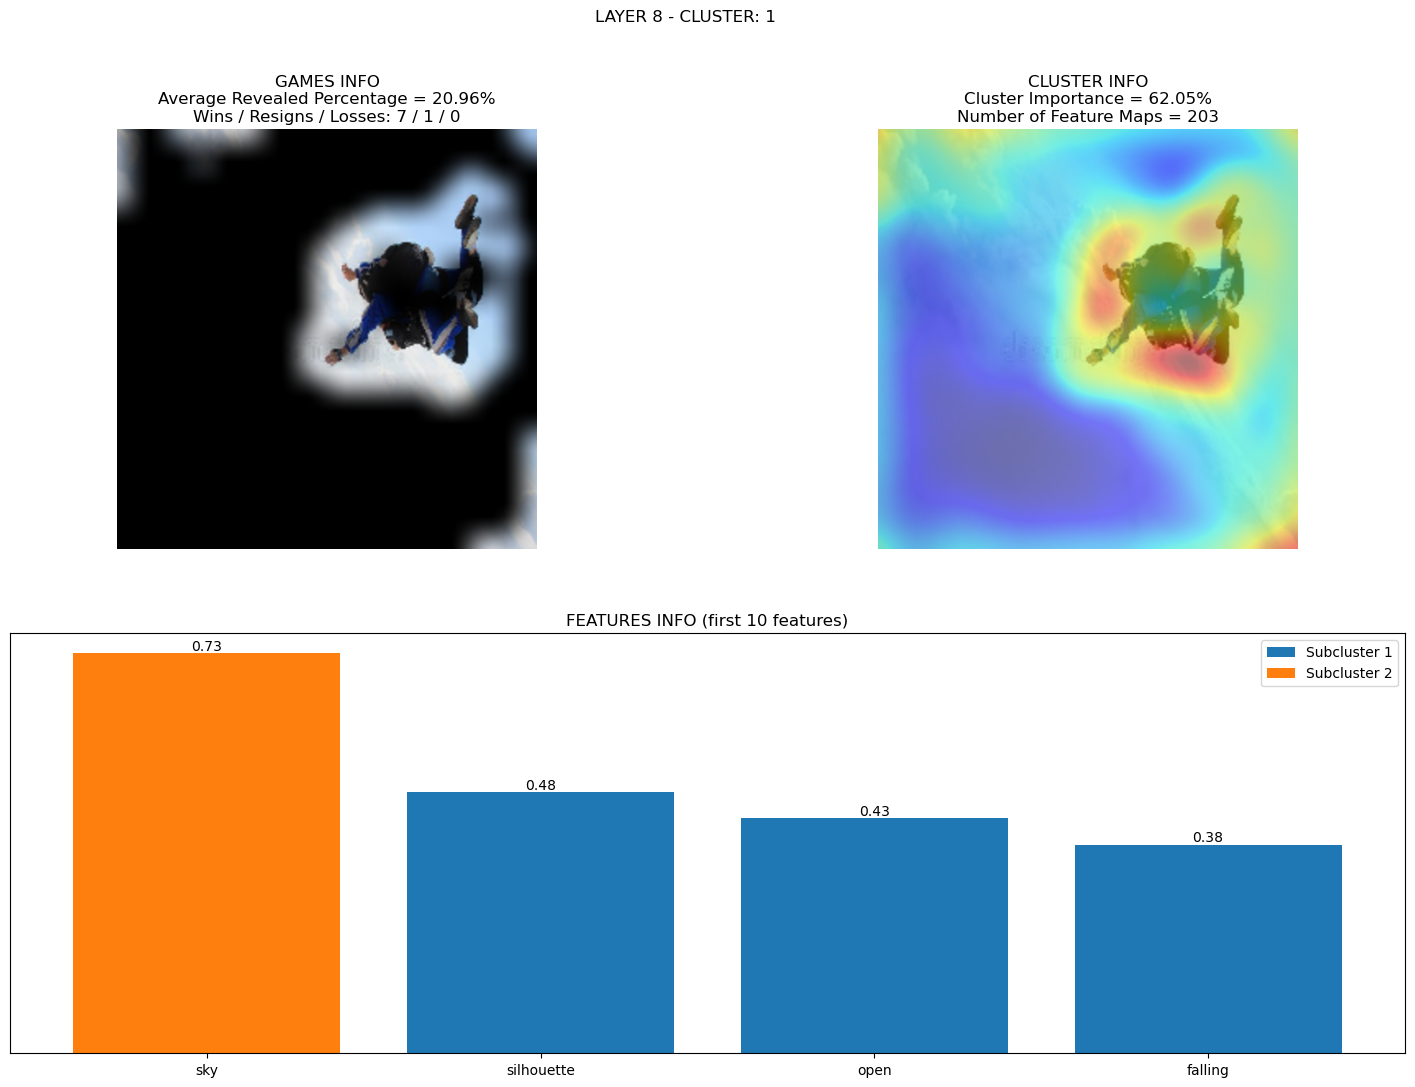 LAYER 8 - CLUSTER: 1
GAMES INFO
Average Revealed Percentage = 20.96%
Wins / Resigns / Losses: 7 / 1 / 0
CLUSTER INFO
Cluster Importance = 62.05%
Number of Feature Maps = 203
FEATURES INFO (first 10 features)
Subcluster 1
Subcluster 2
0.73
0.48
0.43
0.38
sky
silhouette
open
falling